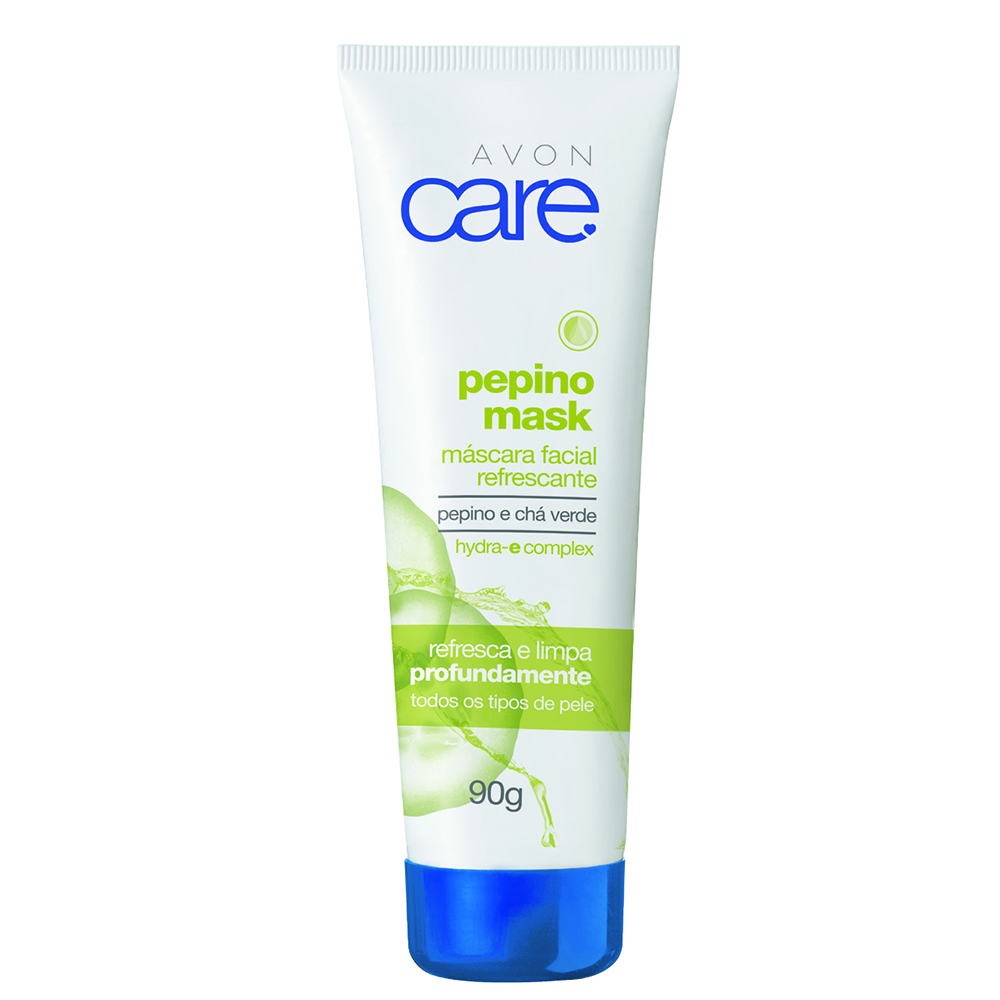 AVON
care
pepino
mask
máscara facial
refrescante
pepino e chá verde
hydra-e complex
refresca e limpa
profundamente
todos os tipos de pele
90g